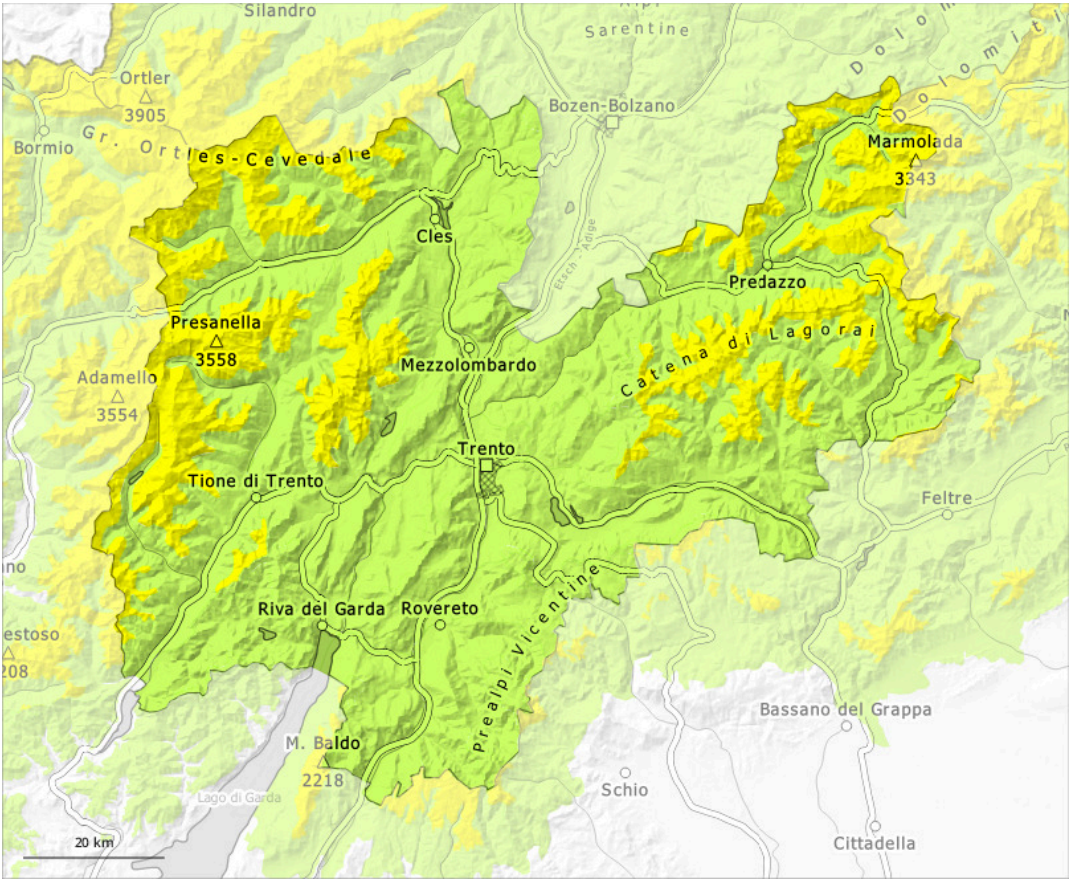 Silandro
Sarentine
Dolomiti
Ortler
3905
Bozen-Bolzano
Bormio
Gr. Ortles-Cevedale
Marmolada
3343
Cles
Etsch - Adige
Predazzo
Presanella
3558
Catena di Lagorai
Mezzolombardo
Adamello
3554
Trento
Tione di Trento
Feltre
Riva del Garda
Rovereto
estoso
208
Prealpi Vicentine
Bassano del Grappa
M. Baldo
2218
Schio
Lago di Garda
Cittadella
20 km